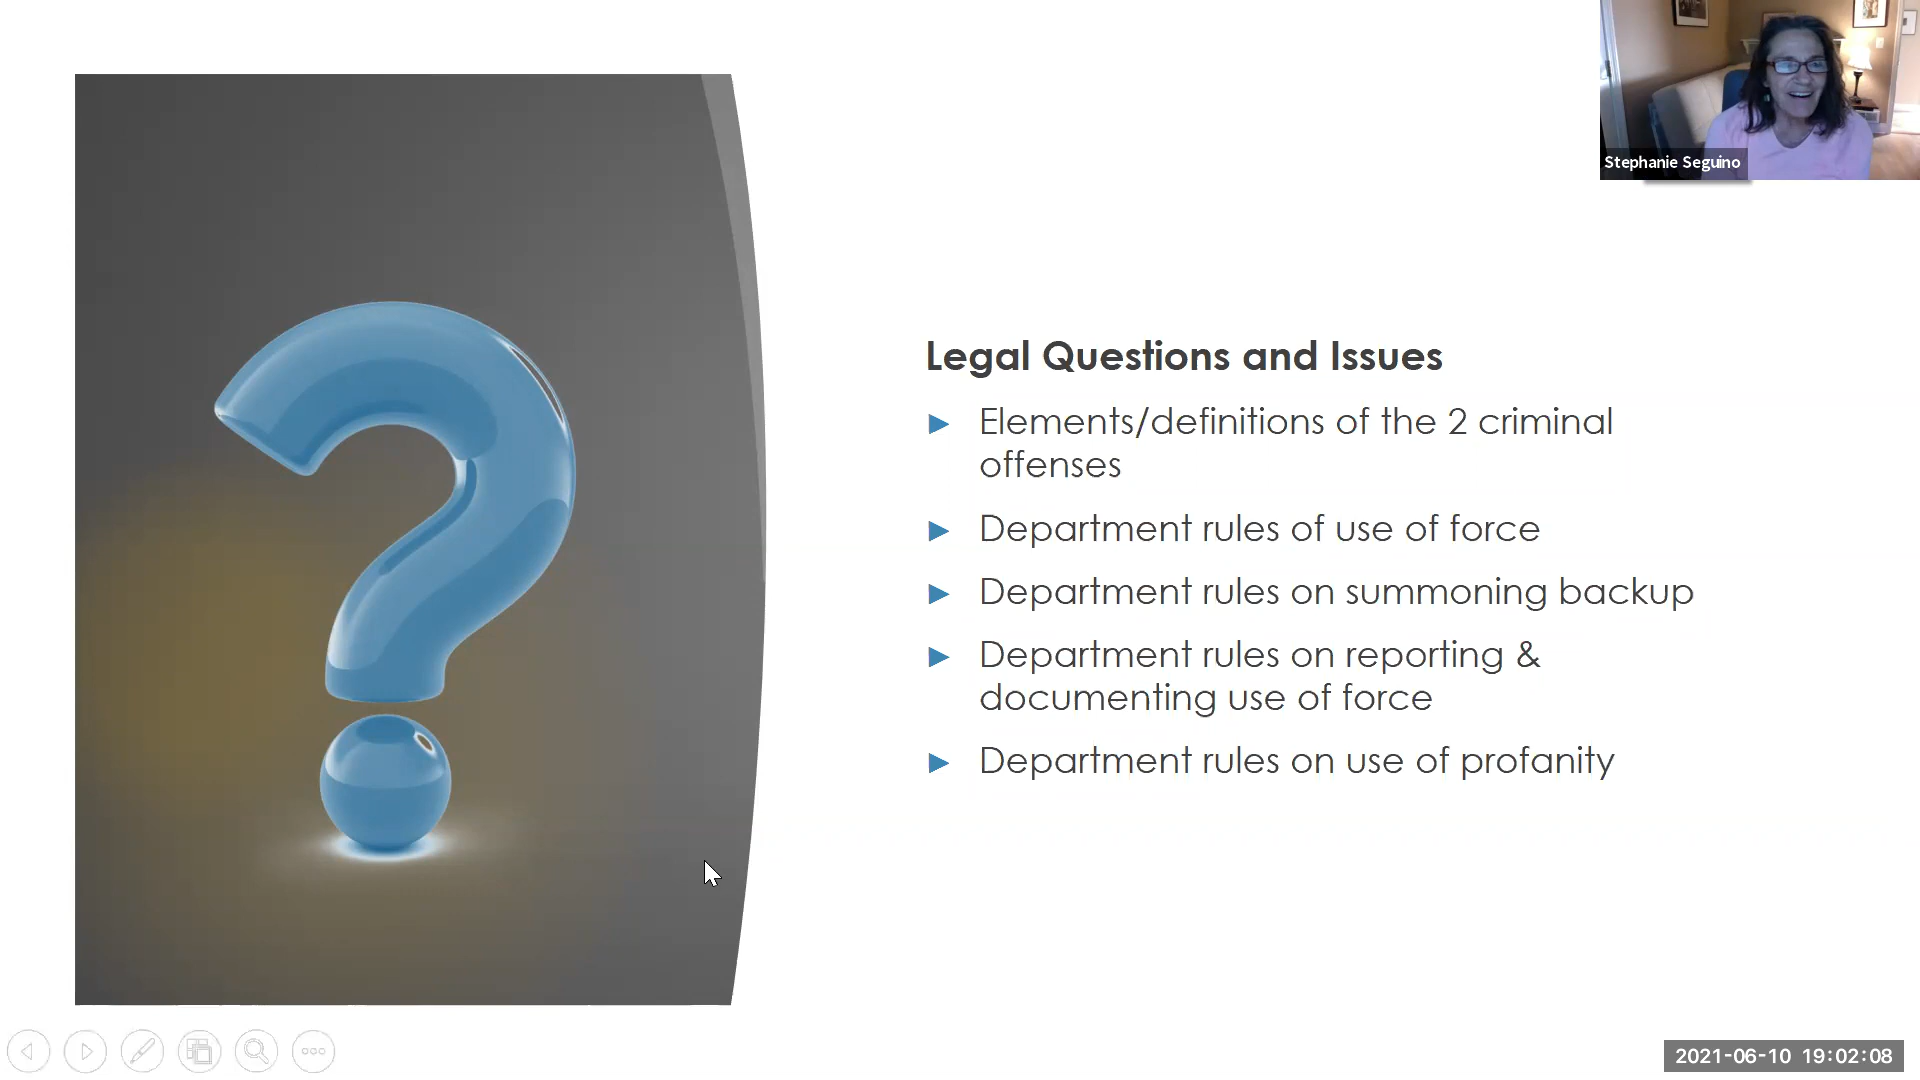 Stephanie Seguino
Legal Questions and Issues
► Elements/definitions of the 2 criminal
offenses
► Department rules of use of force
► Department rules on summoning backup
► Department rules on reporting &
documenting use of force
► Department rules on use of profanity
2021-06-10 19:02:08